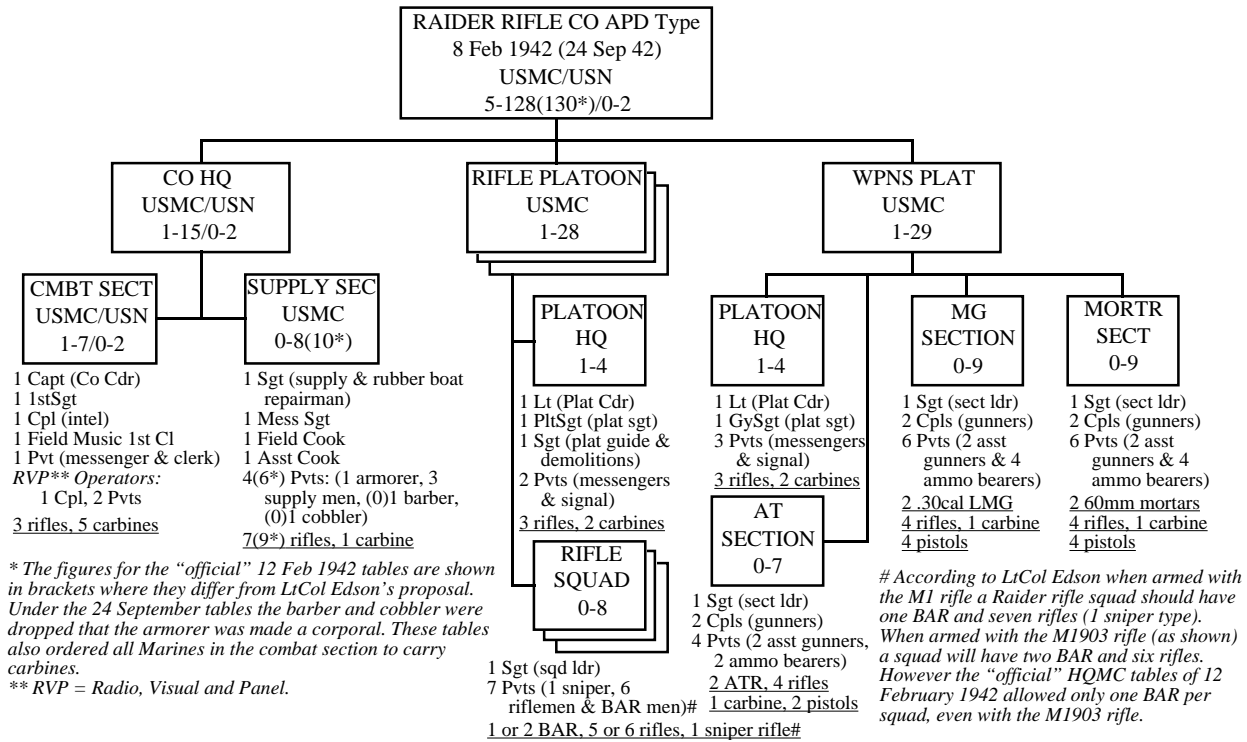 RAIDER RIFLE CO APD Type
8 Feb 1942 (24 Sep 42)
USMC/USN
5-128(130*)/0-2
CO HQ
USMC/USN
1-15/0-2
RIFLE PLATOON
USMC
1-28
WPNS PLAT
USMC
1-29
CMBT SECT
USMC/USN
1-7/0-2
1 Capt (Co Cdr)
1 1stSgt
1 Cpl (intel)
1 Field Music 1st Cl
1 Pvt (messenger & clerk)
RVP** Operators:
1 Cpl, 2 Pvts
3 rifles, 5 carbines
SUPPLY SEC
USMC
0-8(10*)
1 Sgt (supply & rubber boat
repairman)
1 Mess Sgt
1 Field Cook
1 Asst Cook
4(6*) Pvts: (1 armorer, 3
supply men, (0)1 barber,
(0)1 cobbler)
7(9*) rifles, 1 carbine
PLATOON
HQ
1-4
1 Lt (Plat Cdr)
1 PltSgt (plat sgt)
1 Sgt (plat guide &
demolitions)
2 Pvts (messengers
& signal)
3 rifles, 2 carbines
RIFLE
SQUAD
0-8
1 Sgt (sqd ldr)
7 Pvts (1 sniper, 6
riflemen & BAR men)#
1 or 2 BAR, 5 or 6 rifles, 1 sniper rifle#
PLATOON
HQ
1-4
1 Lt (Plat Cdr)
1 GySgt (plat sgt)
3 Pvts (messengers
& signal)
3 rifles, 2 carbines
AT
SECTION
0-7
1 Sgt (sect ldr)
2 Cpls (gunners)
4 Pvts (2 asst gunners,
2 ammo bearers)
2 ATR, 4 rifles
1 carbine, 2 pistols
MG
SECTION
0-9
1 Sgt (sect ldr)
2 Cpls (gunners)
6 Pvts (2 asst
gunners & 4
ammo bearers)
2 .30cal LMG
4 rifles, 1 carbine
4 pistols
MORTR
SECT
0-9
1 Sgt (sect ldr)
2 Cpls (gunners)
6 Pvts (2 asst
gunners & 4
ammo bearers)
2 60mm mortars
4 rifles, 1 carbine
4 pistols
* The figures for the “official” 12 Feb 1942 tables are shown
in brackets where they differ from LtCol Edson’s proposal.
Under the 24 September tables the barber and cobbler were
dropped that the armorer was made a corporal. These tables
also ordered all Marines in the combat section to carry
carbines.
** RVP = Radio, Visual and Panel.
# According to LtCol Edson when armed with
the M1 rifle a Raider rifle squad should have
one BAR and seven rifles (1 sniper type).
When armed with the M1903 rifle (as shown)
a squad will have two BAR and six rifles.
However the “official” HQMC tables of 12
February 1942 allowed only one BAR per
squad, even with the M1903 rifle.